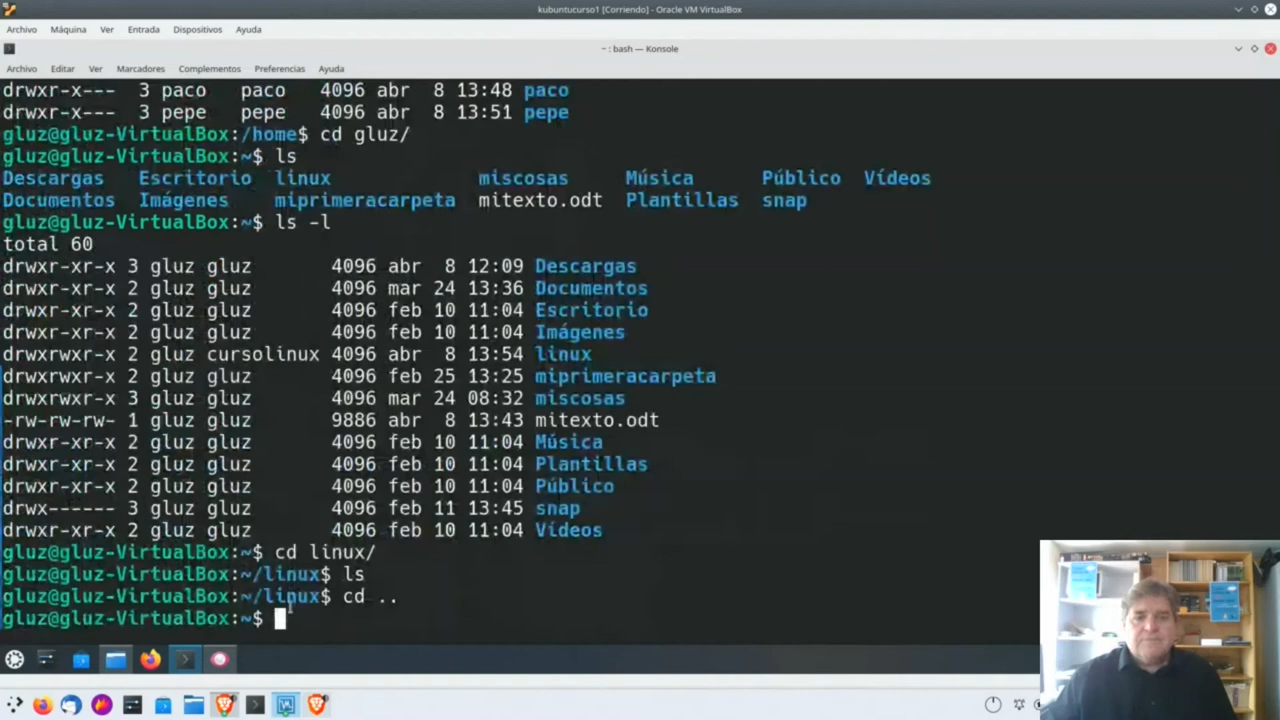 kubuntucurso1 [Corriendo] - Oracle VM VirtualBox
Archivo Máquina Ver Entrada Dispositivos Ayuda
~ : bash — Konsole
Archivo Editar Ver Marcadores Complementos Preferencias Ayuda
drwxr-x--- 3 paco paco 4096 abr 8 13:48 paco
drwxr-x--- 3 pepe pepe 4096 abr 8 13:51 pepe
gluz@gluz-VirtualBox:/home$ cd gluz/
gluz@gluz-VirtualBox:~$ ls
Descargas Escritorio linux miscosas Música Público Vídeos
Documentos Imágenes miprimeracarpeta mitexto.odt Plantillas snap
gluz@gluz-VirtualBox:~$ ls -l
total 60
drwxr-xr-x 3 gluz gluz 4096 abr 8 12:09 Descargas
drwxr-xr-x 2 gluz gluz 4096 mar 24 13:36 Documentos
drwxr-xr-x 2 gluz gluz 4096 feb 10 11:04 Escritorio
drwxr-xr-x 2 gluz gluz 4096 feb 10 11:04 Imágenes
drwxrwxr-x 2 gluz cursolinux 4096 abr 8 13:54 linux
drwxrwxr-x 2 gluz gluz 4096 feb 25 13:25 miprimeracarpeta
drwxrwxr-x 3 gluz gluz 4096 mar 24 08:32 miscosas
-rw-rw-rw- 1 gluz gluz 9886 abr 8 13:43 mitexto.odt
drwxr-xr-x 2 gluz gluz 4096 feb 10 11:04 Música
drwxr-xr-x 2 gluz gluz 4096 feb 10 11:04 Plantillas
drwxr-xr-x 2 gluz gluz 4096 feb 10 11:04 Público
drwx------ 3 gluz gluz 4096 feb 11 13:45 snap
drwxr-xr-x 2 gluz gluz 4096 feb 10 11:04 Vídeos
gluz@gluz-VirtualBox:~$ cd linux/
gluz@gluz-VirtualBox:~/linux$ ls
gluz@gluz-VirtualBox:~/linux$ cd ..
gluz@gluz-VirtualBox:~$